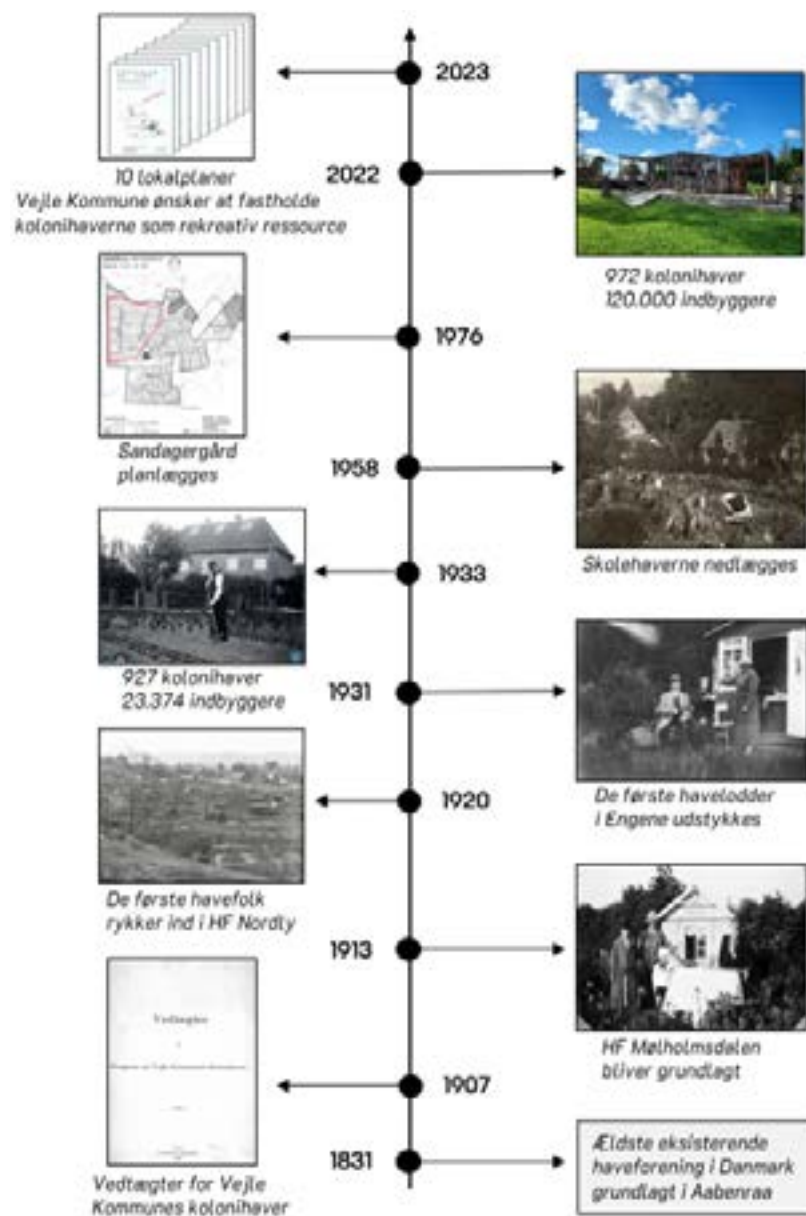 2023
10 lokalplaner
Vejle Kommune ønsker at fastholde
kolonihaverne som rekreativ ressource
2022
972 kolonihaver
120.000 indbyggere
1976
Sandagergård
planlægges
1958
Skolehaverne nedlægges
1933
927 kolonihaver
23.374 indbyggere
1931
De første havelodder
i Engene udstykkes
1920
De første havefolk
rykker ind i HF Nordly
1913
HF Mølholmsdalen
bliver grundlagt
1907
Vedtægter
Vedtægter for Vejle
Kommunes kolonihaver
1831
Ældste eksisterende
haveforening i Danmark
grundlagt i Aabenraa